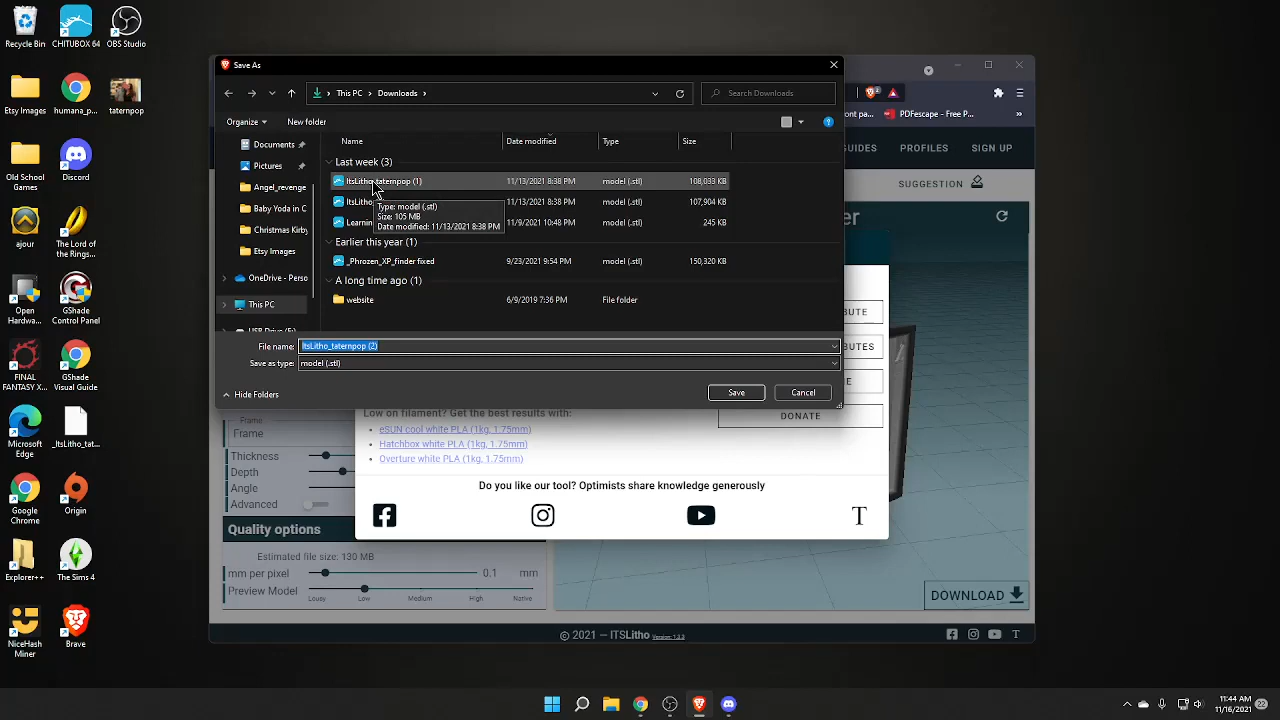 Recycle Bin
CHITUBOX 64
OBS Studio
Etsy Images
humana_p...
taternpop
Old School Games
Discord
ajour
The Lord of the Rings...
Open Hardwa...
GShade Control Panel
FINAL FANTASY X...
GShade Visual Guide
Microsoft Edge
_ItsLitho_tat...
Google Chrome
Origin
Explorer++
The Sims 4
NiceHash Miner
Brave
Save As
This PC > Downloads >
Search Downloads
Organize
New folder
Documents
Pictures
Angel_revenge
Baby Yoda in C
Christmas Kirby
Etsy Images
OneDrive - Perso
This PC
Name Date modified Type Size
Last week (3)
ItsLitho_taternpop (1) 11/13/2021 8:38 PM model (.stl) 108,033 KB
ItsLitho 11/13/2021 8:38 PM model (.stl) 107,904 KB
Learnin 11/9/2021 10:48 PM model (.stl) 245 KB
Type: model (.stl)
Size: 105 MB
Date modified: 11/13/2021 8:38 PM
Earlier this year (1)
_Phrozen_XP_finder fixed 9/23/2021 9:54 PM model (.stl) 150,320 KB
A long time ago (1)
website 6/9/2019 7:36 PM File folder
File name: ItsLitho_taternpop (2)
Save as type: model (.stl)
Hide Folders
Save
Cancel
ont pa...
PDFescape - Free P...
»
GUIDES
PROFILES
SIGN UP
SUGGESTION
er
BUTE
BUTES
E
DONATE
Low on filament? Get the best results with:
eSUN cool white PLA (1kg, 1.75mm)
Hatchbox white PLA (1kg, 1.75mm)
Overture white PLA (1kg, 1.75mm)
Do you like our tool? Optimists share knowledge generously
T
Frame
Frame
Thickness
Depth
Angle
Advanced
Quality options
Estimated file size: 130 MB
mm per pixel 0.1 mm
Preview Model
Lousy Low Medium High Native
DOWNLOAD
© 2021 — ITSLitho Version: 1.3.3
T
11:44 AM
11/16/2021